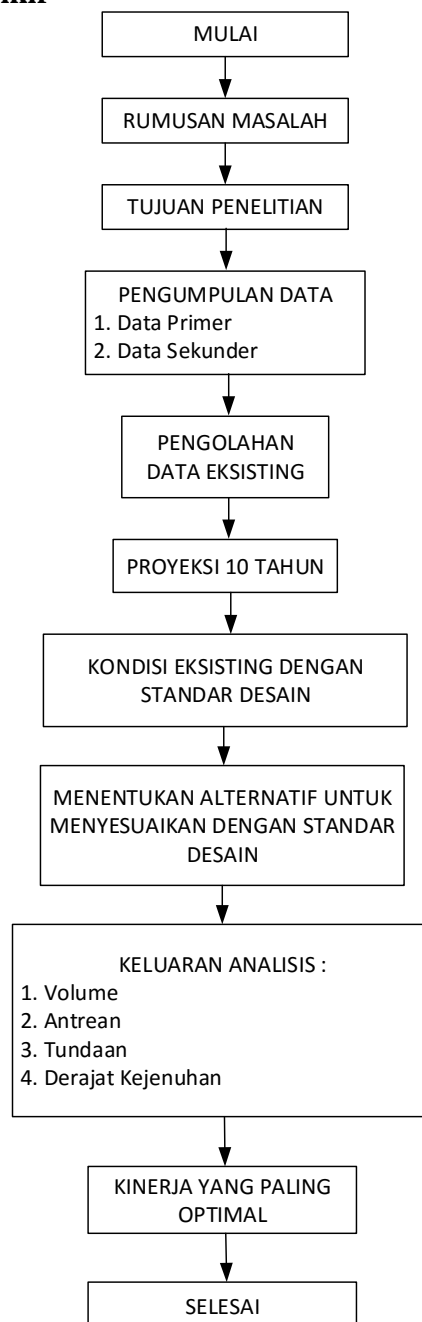 MULAI
RUMUSAN MASALAH
TUJUAN PENELITIAN
PENGUMPULAN DATA
1. Data Primer
2. Data Sekunder
PENGOLAHAN
DATA EKSISTING
PROYEKSI 10 TAHUN
KONDISI EKSISTING DENGAN
STANDAR DESAIN
MENENTUKAN ALTERNATIF UNTUK
MENYESUAIKAN DENGAN STANDAR
DESAIN
KELUARAN ANALISIS :
1. Volume
2. Antrean
3. Tundaan
4. Derajat Kejenuhan
KINERJA YANG PALING
OPTIMAL
SELESAI